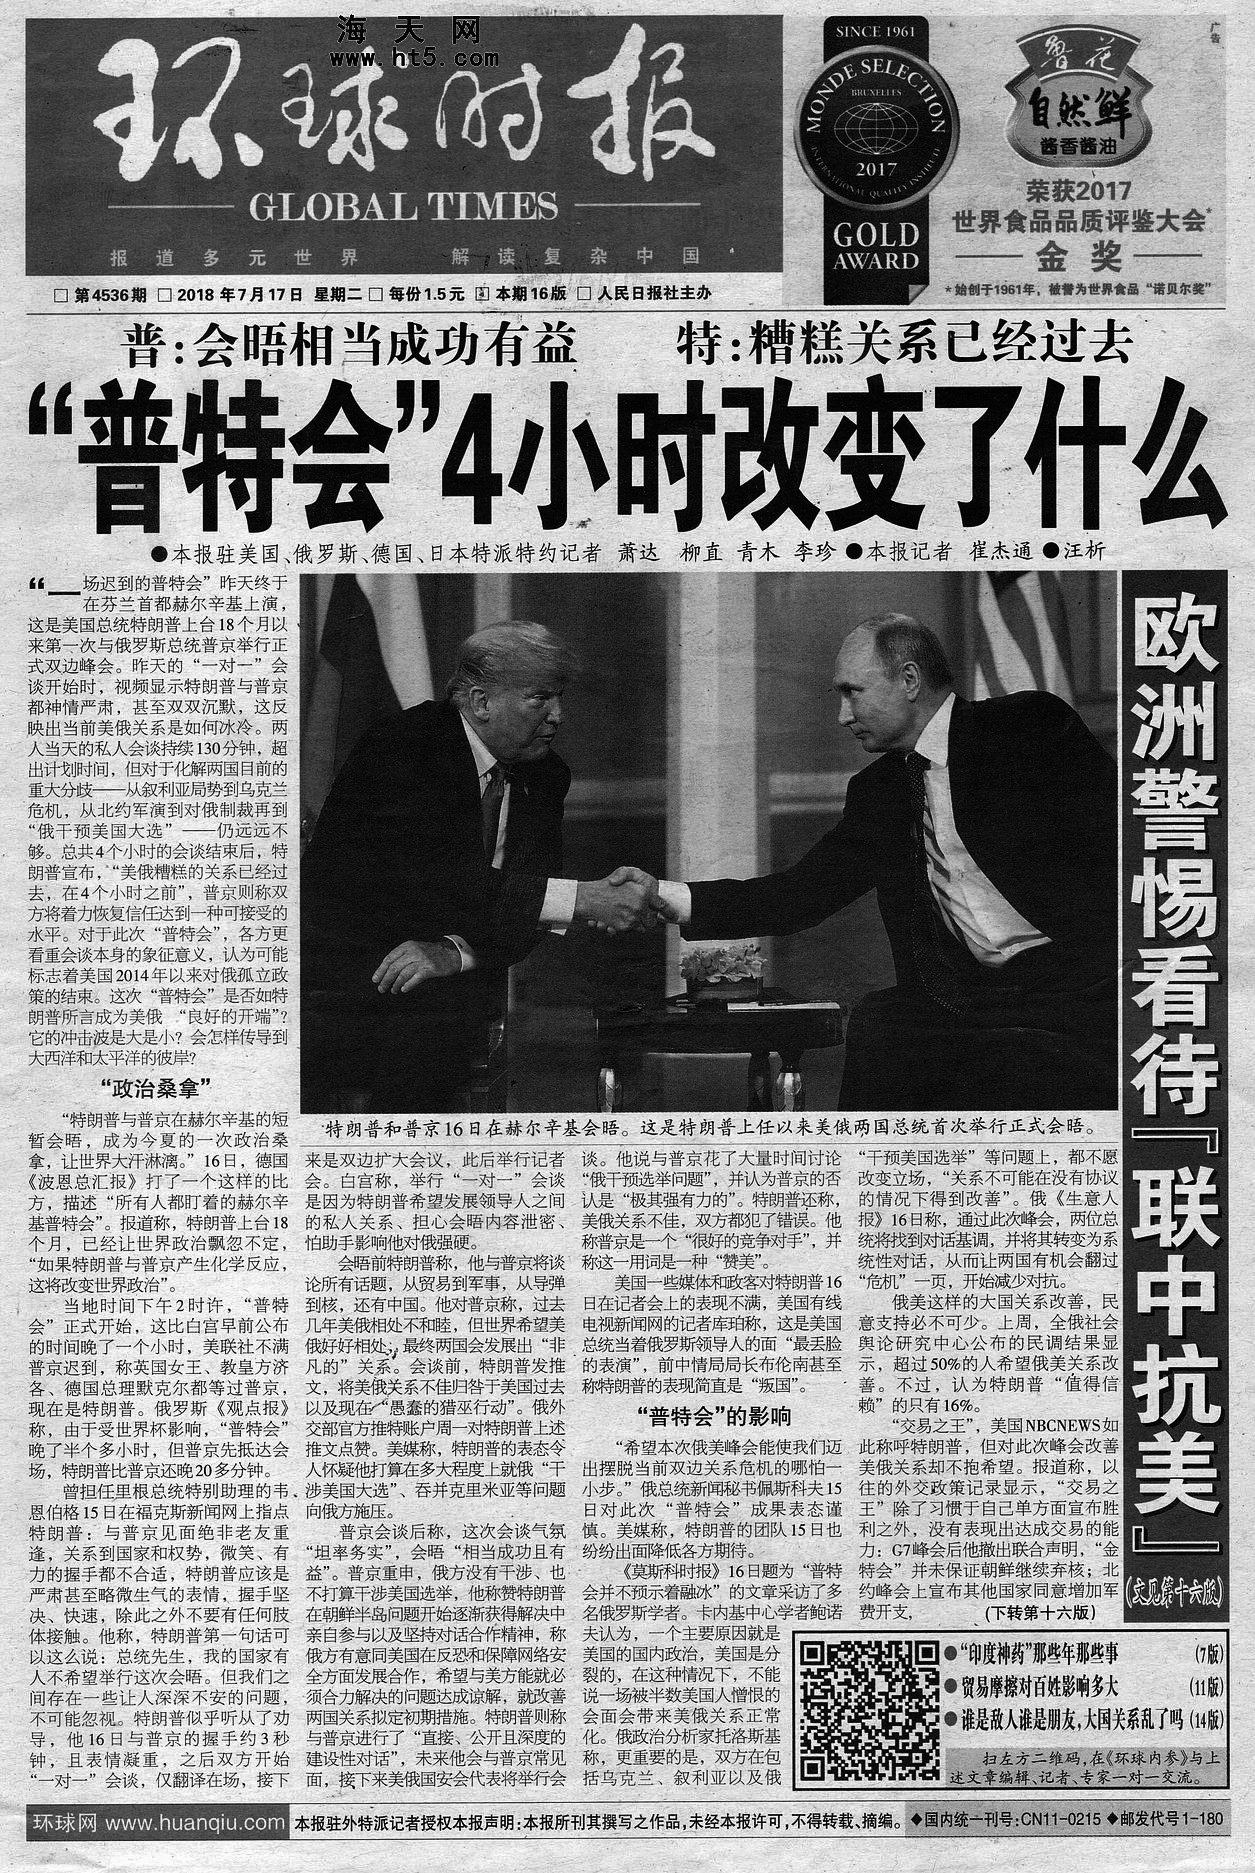 海天网
www.ht5.com
环球时报
GLOBAL TIMES
报道多元世界 解读复杂中国
SINCE 1961
MONDE SELECTION
BRUXELLES
INTERNATIONAL QUALITY INSTITUTE
2017
GOLD
AWARD
广告
鲁花
自然鲜
酱香酱油
荣获2017
世界食品品质评鉴大会*
金奖
*始创于1961年，被誉为世界食品“诺贝尔奖”
□第4536期 □2018年7月17日 星期二 □每份1.5元 □本期16版 □人民日报社主办
普：会晤相当成功有益 特：糟糕关系已经过去
“普特会”4小时改变了什么
●本报驻美国、俄罗斯、德国、日本特派特约记者 萧达 柳直 青木 李珍 ●本报记者 崔杰通 ●汪析
“一场迟到的普特会”昨天终于
在芬兰首都赫尔辛基上演，
这是美国总统特朗普上台18个月以
来第一次与俄罗斯总统普京举行正
式双边峰会。昨天的“一对一”会
谈开始时，视频显示特朗普与普京
都神情严肃，甚至双双沉默，这反
映出当前美俄关系是如何冰冷。两
人当天的私人会谈持续130分钟，超
出计划时间，但对于化解两国目前的
重大分歧——从叙利亚局势到乌克兰
危机，从北约军演到对俄制裁再到
“俄干预美国大选”——仍远远不
够。总共4个小时的会谈结束后，特
朗普宣布，“美俄糟糕的关系已经过
去，在4个小时之前”，普京则称双
方将着力恢复信任达到一种可接受的
水平。对于此次“普特会”，各方更
看重会谈本身的象征意义，认为可能
标志着美国2014年以来对俄孤立政
策的结束。这次“普特会”是否如特
朗普所言成为美俄 “良好的开端”？
它的冲击波是大是小？会怎样传导到
大西洋和太平洋的彼岸？
“政治桑拿”
“特朗普与普京在赫尔辛基的短
暂会晤，成为今夏的一次政治桑
拿，让世界大汗淋漓。”16日，德国
《波恩总汇报》打了一个这样的比
方，描述“所有人都盯着的赫尔辛
基普特会”。报道称，特朗普上台18
个月，已经让世界政治飘忽不定，
“如果特朗普与普京产生化学反应，
这将改变世界政治”。
当地时间下午2时许，“普特
会”正式开始，这比白宫早前公布
的时间晚了一个小时，美联社不满
普京迟到，称英国女王、教皇方济
各、德国总理默克尔都等过普京，
现在是特朗普。俄罗斯《观点报》
称，由于受世界杯影响，“普特会”
晚了半个多小时，但普京先抵达会
场，特朗普比普京还晚20多分钟。
曾担任里根总统特别助理的韦
恩伯格15日在福克斯新闻网上指点
特朗普：与普京见面绝非老友重
逢，关系到国家和权势，微笑、有
力的握手都不合适，特朗普应该是
严肃甚至略微生气的表情，握手坚
决、快速，除此之外不要有任何肢
体接触。他称，特朗普第一句话可
以这么说：总统先生，我的国家有
人不希望举行这次会晤。但我们之
间存在一些让人深深不安的问题，
不可能忽视。特朗普似乎听从了劝
导，他16日与普京的握手约3秒
钟，且表情凝重，之后双方开始
“一对一”会谈，仅翻译在场，接下
特朗普和普京16日在赫尔辛基会晤。这是特朗普上任以来美俄两国总统首次举行正式会晤。
来是双边扩大会议，此后举行记者
会。白宫称，举行“一对一”会谈
是因为特朗普希望发展领导人之间
的私人关系、担心会晤内容泄密、
怕助手影响他对俄强硬。
会晤前特朗普称，他与普京将谈
论所有话题，从贸易到军事，从导弹
到核，还有中国。他对普京称，过去
几年美俄相处不和睦，但世界希望美
俄好好相处，最终两国会发展出“非
凡的”关系。会谈前，特朗普发推
文，将美俄关系不佳归咎于美国过去
以及现在“愚蠢的猎巫行动”。俄外
交部官方推特账户周一对特朗普上述
推文点赞。美媒称，特朗普的表态令
人怀疑他打算在多大程度上就俄“干
涉美国大选”、吞并克里米亚等问题
向俄方施压。
普京会谈后称，这次会谈气氛
“坦率务实”，会晤“相当成功且有
益”。普京重申，俄方没有干涉、也
不打算干涉美国选举，他称赞特朗普
在朝鲜半岛问题开始逐渐获得解决中
亲自参与以及坚持对话合作精神，称
俄方有意同美国在反恐和保障网络安
全方面发展合作，希望与美方能就必
须合力解决的问题达成谅解，就改善
两国关系拟定初期措施。特朗普则称
与普京进行了“直接、公开且深度的
建设性对话”，未来他会与普京常见
面，接下来美俄国安会代表将举行会
谈。他说与普京花了大量时间讨论
“俄干预选举问题”，并认为普京的否
认是“极其强有力的”。特朗普还称，
美俄关系不佳，双方都犯了错误。他
称普京是一个“很好的竞争对手”，并
称这一用词是一种“赞美”。
美国一些媒体和政客对特朗普16
日在记者会上的表现不满，美国有线
电视新闻网的记者库珀称，这是美国
总统当着俄罗斯领导人的面“最丢脸
的表演”，前中情局局长布伦南甚至
称特朗普的表现简直是“叛国”。
“普特会”的影响
“希望本次俄美峰会能使我们迈
出摆脱当前双边关系危机的哪怕一
小步。”俄总统新闻秘书佩斯科夫15
日对此次“普特会”成果表态谨
慎。美媒称，特朗普的团队15日也
纷纷出面降低各方期待。
《莫斯科时报》16日题为“普特
会并不预示着融冰”的文章采访了多
名俄罗斯学者。卡内基中心学者鲍诺
夫认为，一个主要原因就是
美国的国内政治，美国是分
裂的，在这种情况下，不能
说一场被半数美国人憎恨的
会面会带来美俄关系正常
化。俄政治分析家托洛斯基
称，更重要的是，双方在包
括乌克兰、叙利亚以及俄
“干预美国选举”等问题上，都不愿
改变立场，“关系不可能在没有协议
的情况下得到改善”。俄《生意人
报》16日称，通过此次峰会，两位总
统将找到对话基调，并将其转变为系
统性对话，从而让两国有机会翻过
“危机”一页，开始减少对抗。
俄美这样的大国关系改善，民
意支持必不可少。上周，全俄社会
舆论研究中心公布的民调结果显
示，超过50%的人希望俄美关系改
善。不过，认为特朗普“值得信
赖”的只有16%。
“交易之王”，美国NBCNEWS如
此称呼特朗普，但对此次峰会改善
美俄关系却不抱希望。报道称，以
往的外交政策记录显示，“交易之
王”除了习惯于自己单方面宣布胜
利之外，没有表现出达成交易的能
力：G7峰会后他撤出联合声明，“金
特会”并未保证朝鲜继续弃核；北
约峰会上宣布其他国家同意增加军
费开支， （下转第十六版）
欧洲警惕看待『联中抗美』
（文见第十六版）
●“印度神药”那些年那些事 （7版）
●贸易摩擦对百姓影响多大 （11版）
●谁是敌人谁是朋友，大国关系乱了吗（14版）
扫左方二维码，在《环球内参》与上
述文章编辑、记者、专家一对一交流。
环球网 www.huanqiu.com 本报驻外特派记者授权本报声明：本报所刊其撰写之作品，未经本报许可，不得转载、摘编。 ◆国内统一刊号：CN11-0215 ◆邮发代号1-180